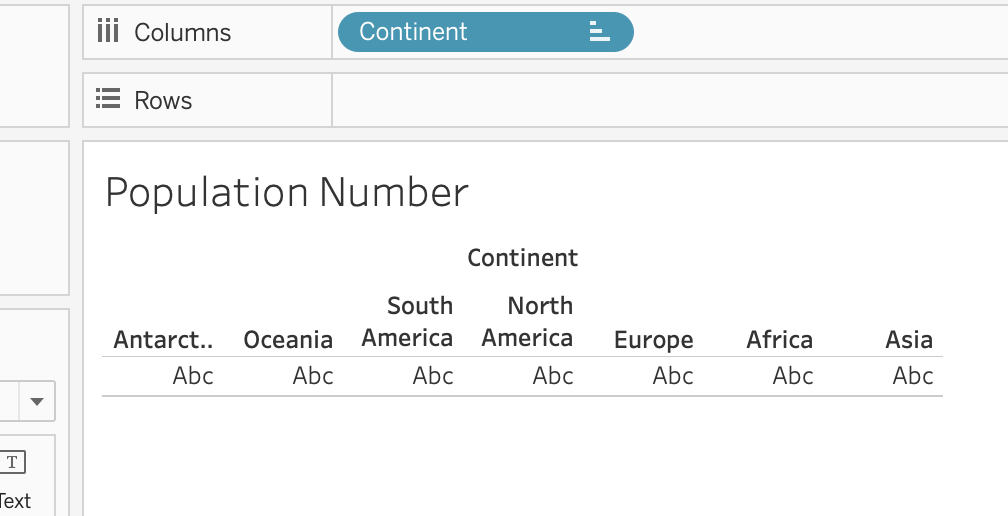 Columns
Continent
Rows
Population Number
Continent
South North
Antarct.. Oceania America America Europe Africa Asia
Abc Abc Abc Abc Abc Abc Abc
T
Text